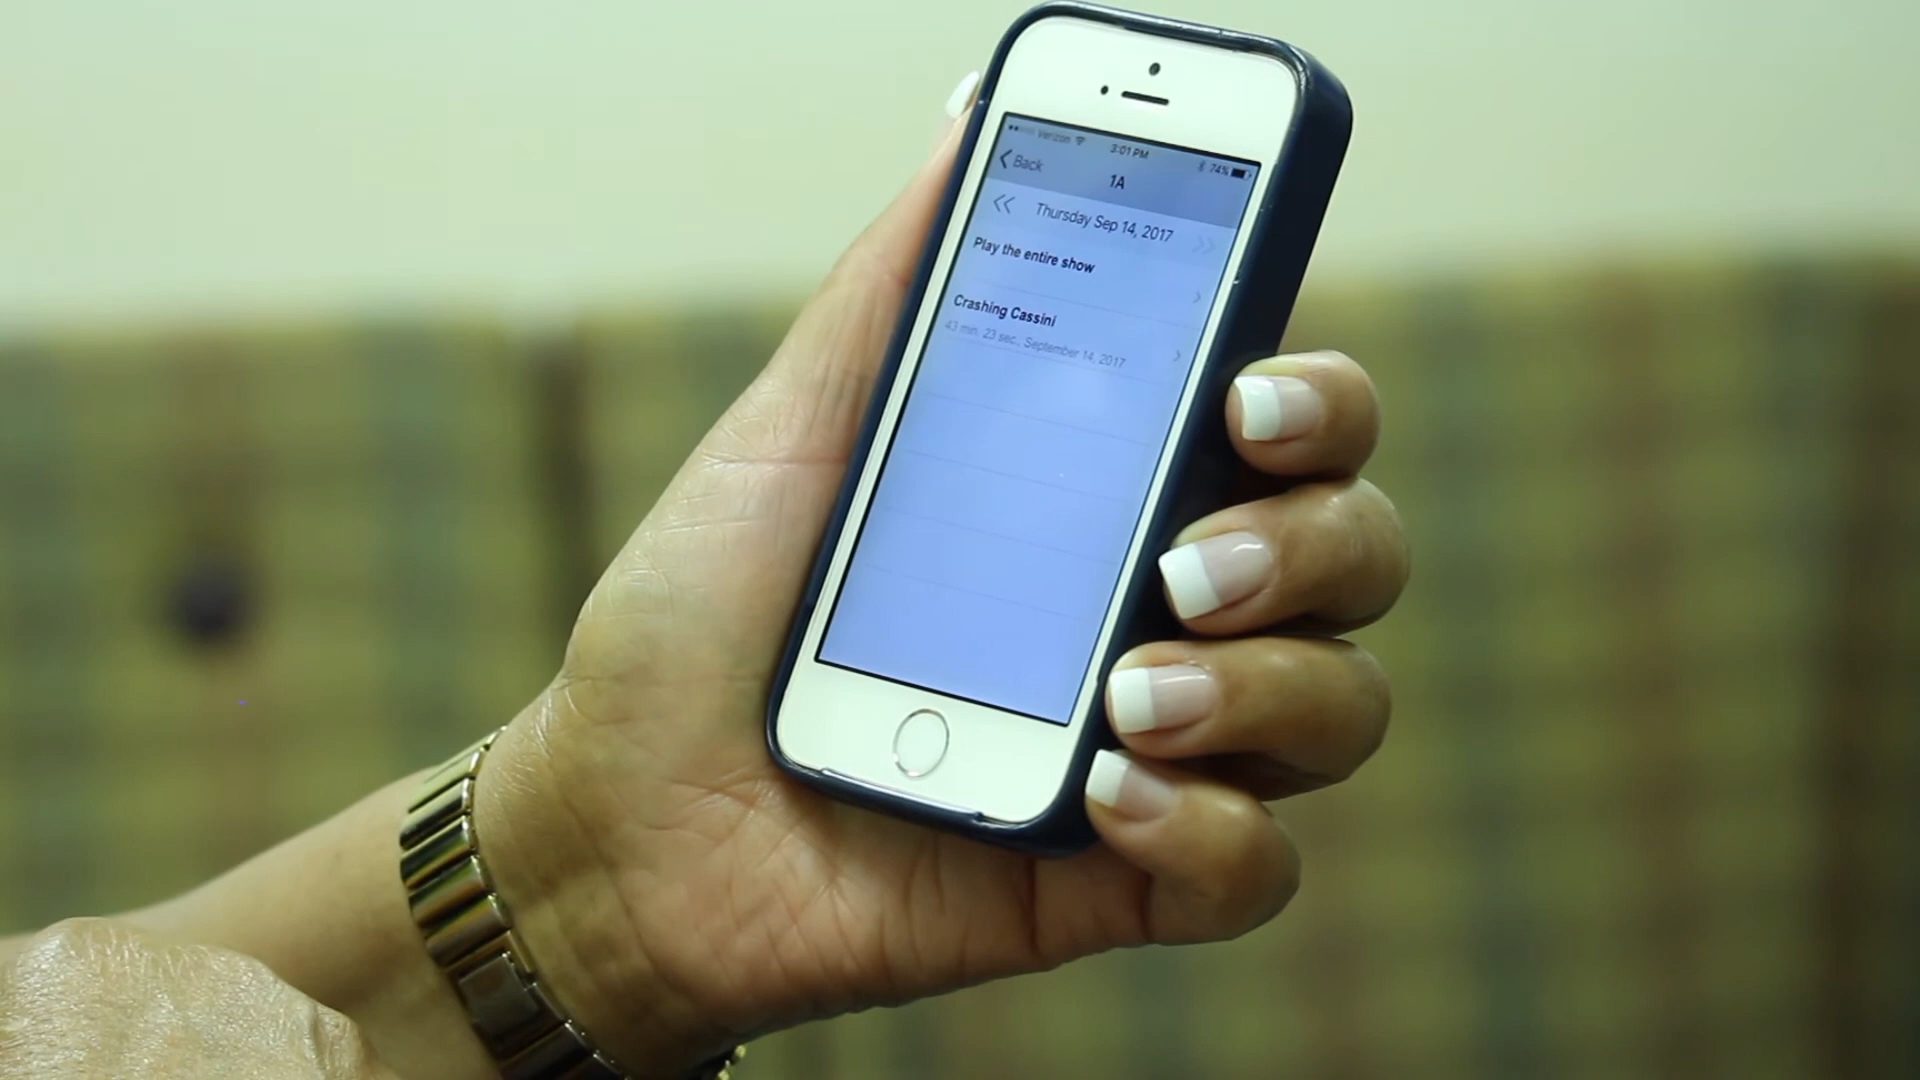 Verizon 3:01 PM 74%
Back
1A
Thursday Sep 14, 2017
Play the entire show
Crashing Cassini
43 min. 23 sec., September 14, 2017